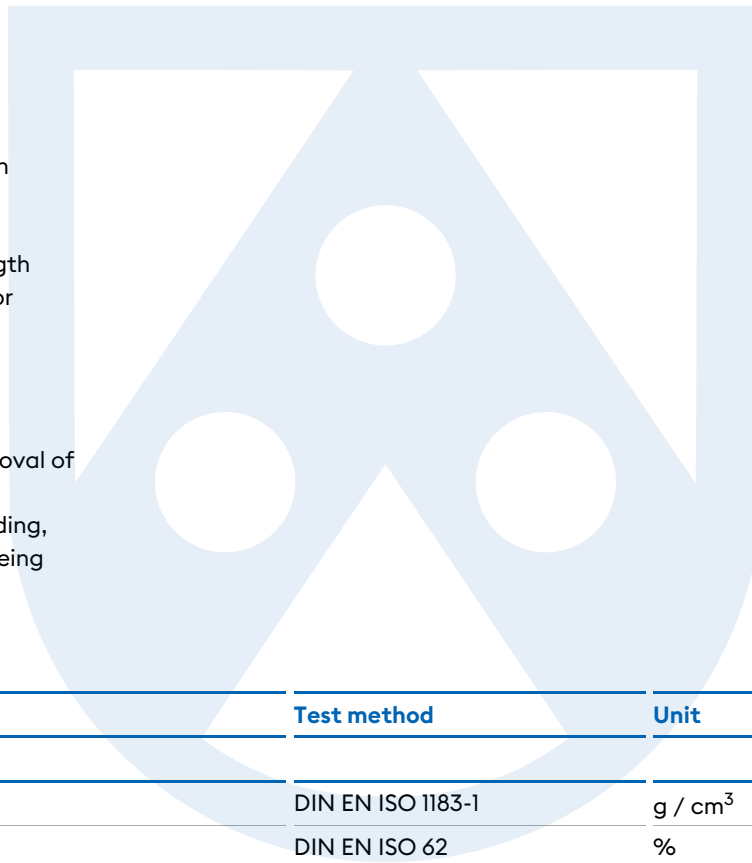 n
gth
or
oval of
ding,
eing
Test method Unit
DIN EN ISO 1183-1 g / cm³
DIN EN ISO 62 %